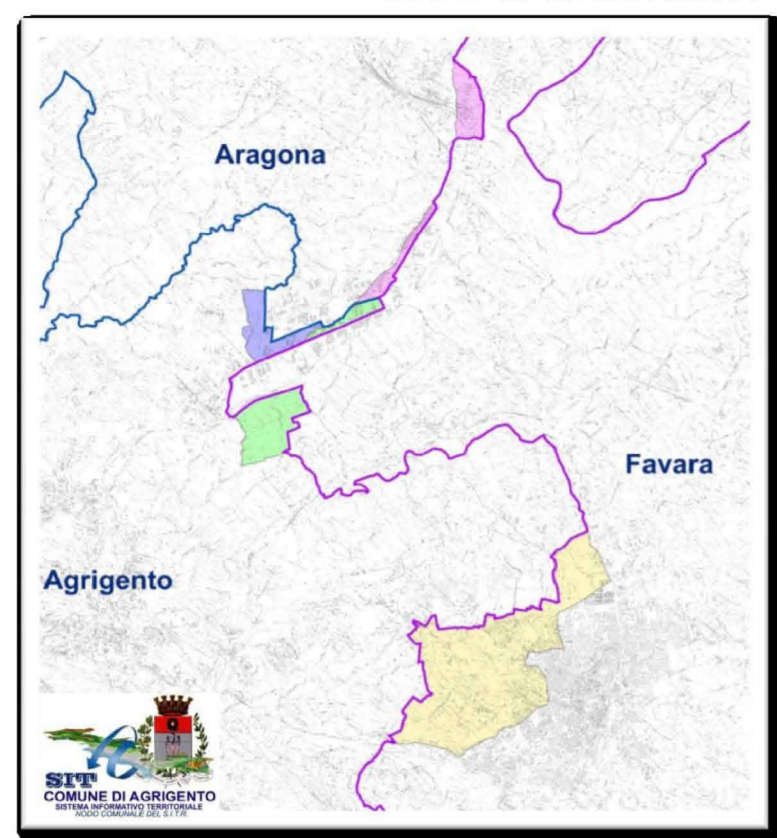 Aragona
Favara
Agrigento
SIT
COMUNE DI AGRIGENTO
SISTEMA INFORMATIVO TERRITORIALE
NODO COMUNALE DEL S.I.T.R.